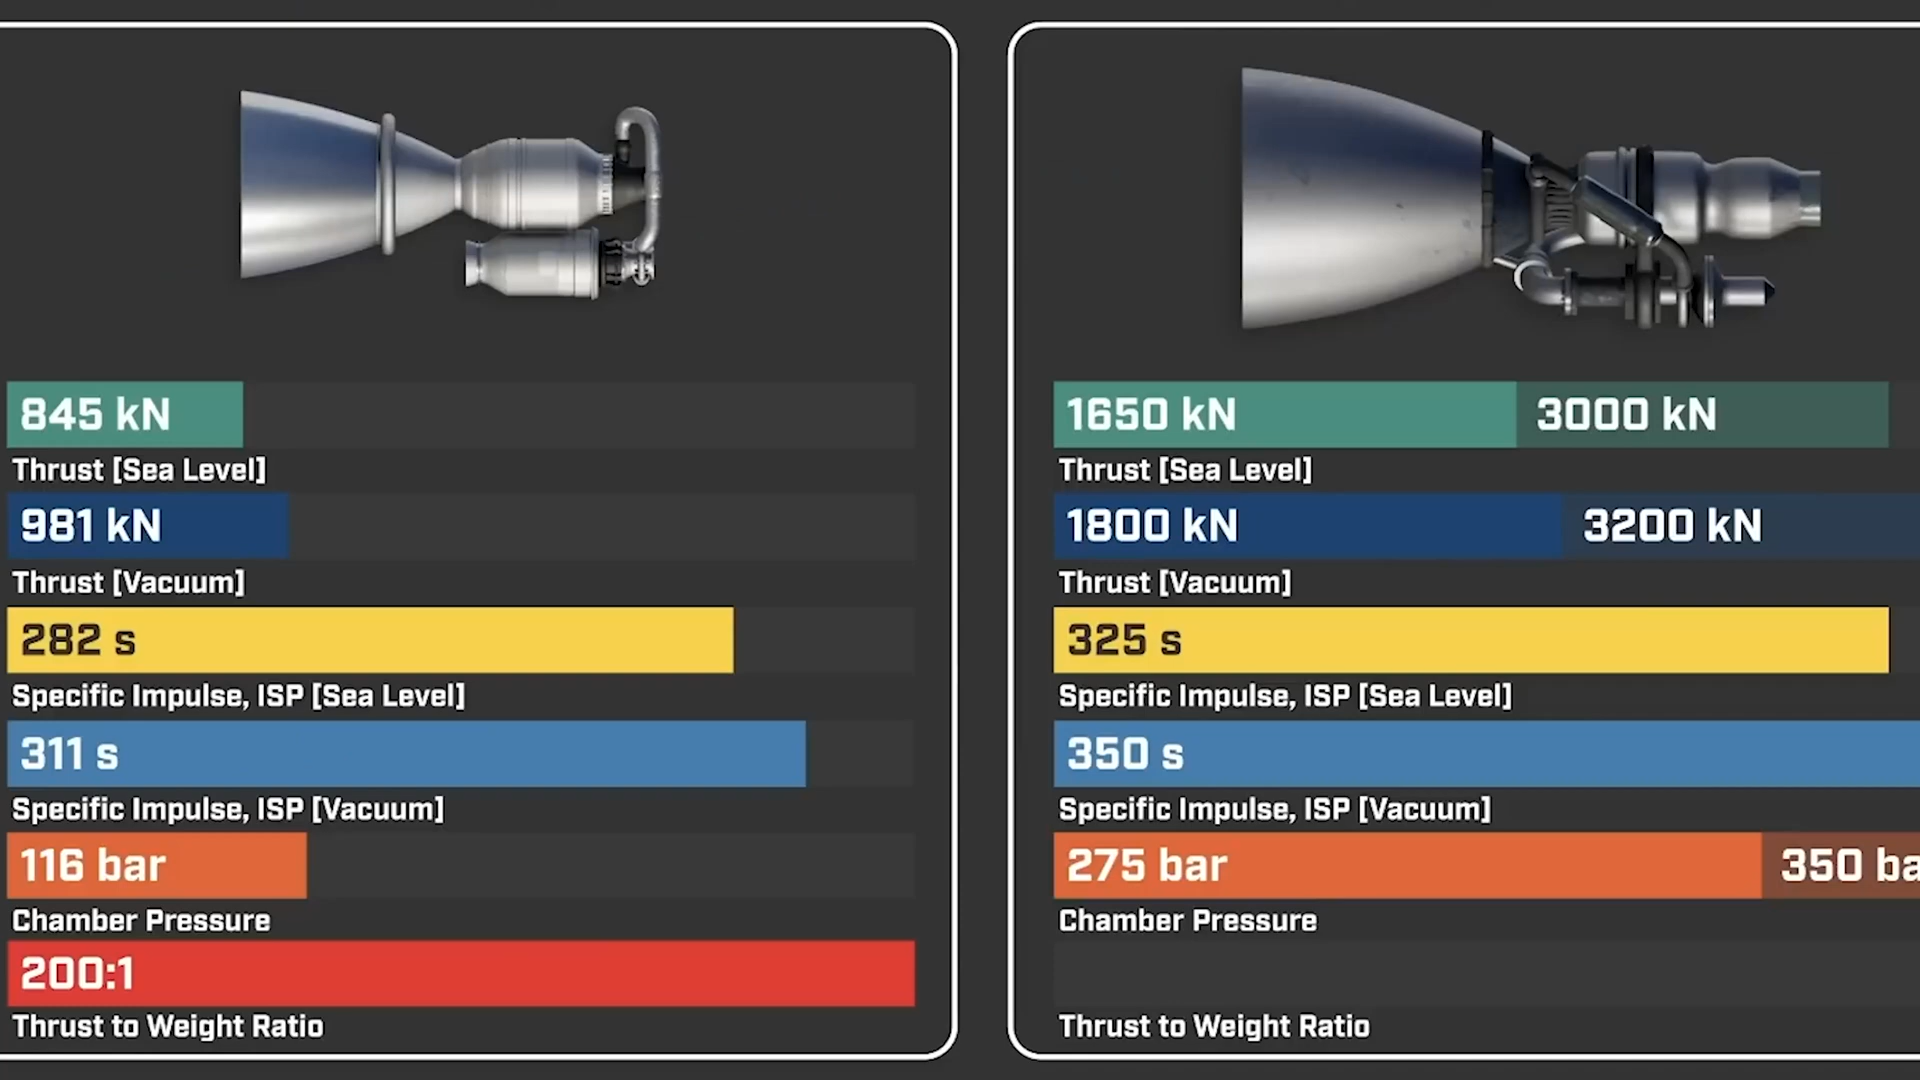 845 kN
Thrust [Sea Level]
981 kN
Thrust [Vacuum]
282 s
Specific Impulse, ISP [Sea Level]
311 s
Specific Impulse, ISP [Vacuum]
116 bar
Chamber Pressure
200:1
Thrust to Weight Ratio
1650 kN 3000 kN
Thrust [Sea Level]
1800 kN 3200 kN
Thrust [Vacuum]
325 s
Specific Impulse, ISP [Sea Level]
350 s
Specific Impulse, ISP [Vacuum]
275 bar 350 ba
Chamber Pressure
Thrust to Weight Ratio